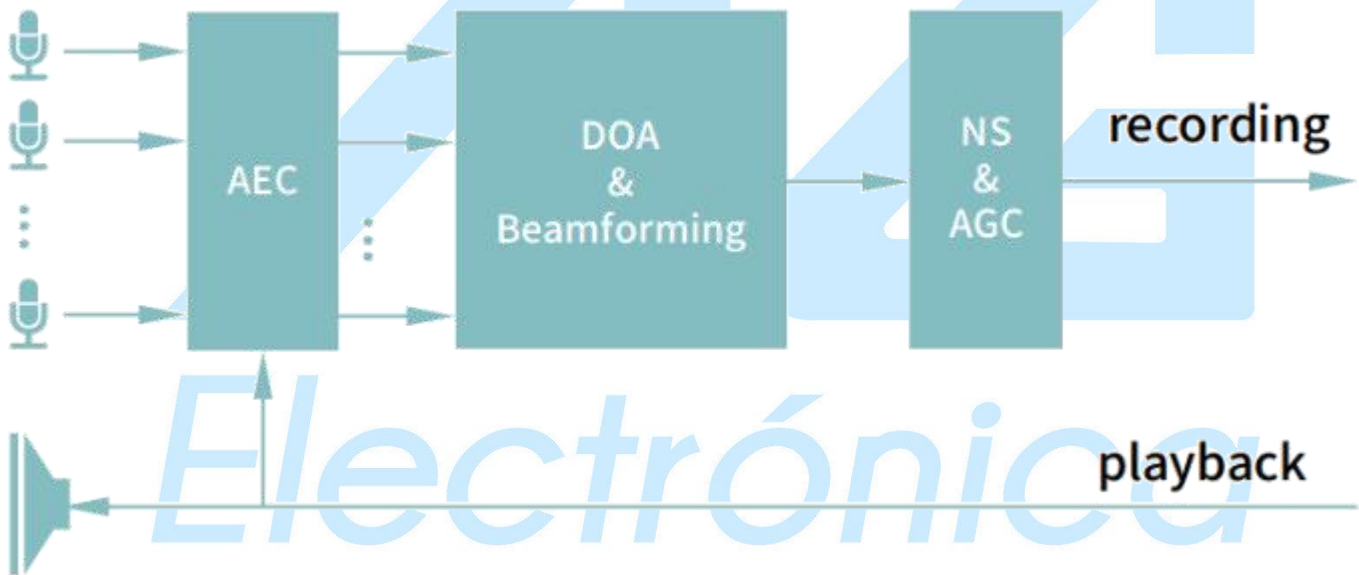 AEC
DOA
&
Beamforming
NS
&
AGC
recording
playback
Electrónica